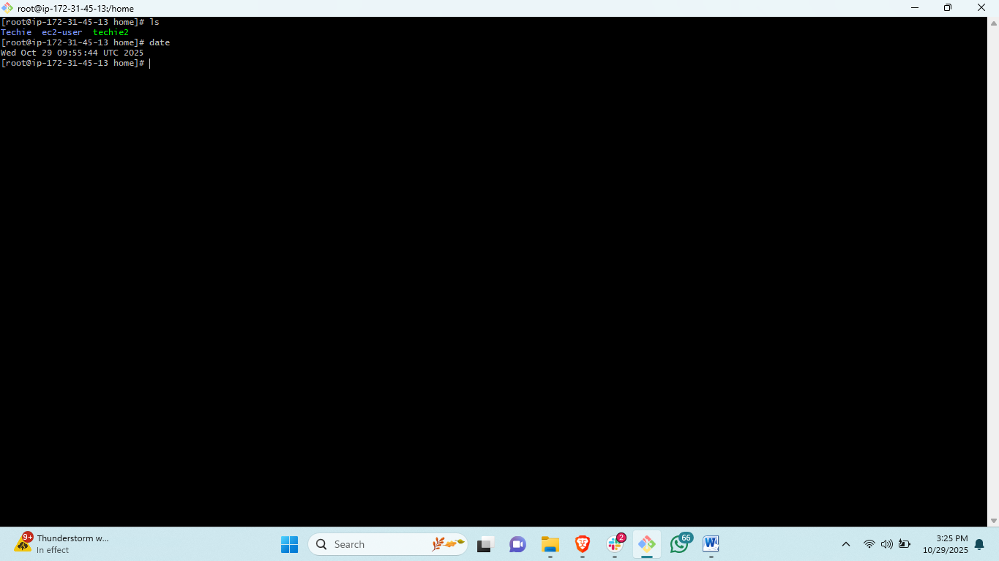 root@ip-172-31-45-13:/home
[root@ip-172-31-45-13 home]# ls
Techie  ec2-user  techie2
[root@ip-172-31-45-13 home]# date
Wed Oct 29 09:55:44 UTC 2025
[root@ip-172-31-45-13 home]#
9+
Thunderstorm w...
In effect
Search
2
66
W
3:25 PM
10/29/2025